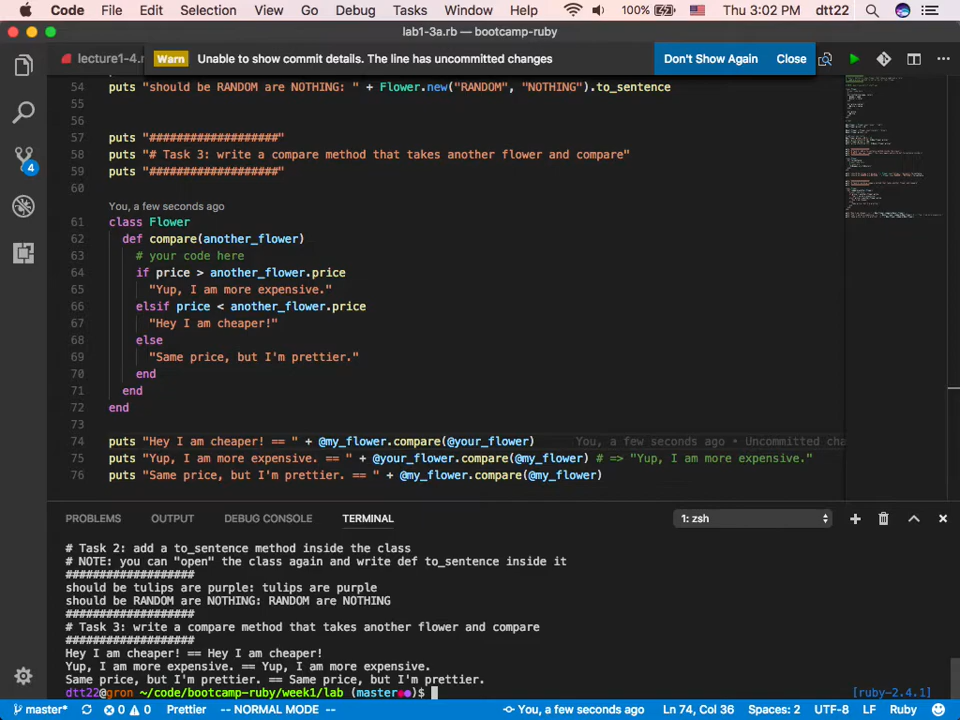 Code File Edit Selection View Go Debug Tasks Window Help 100% Thu 3:02 PM dtt22
lab1-3a.rb — bootcamp-ruby
lecture1-4.r
Warn Unable to show commit details. The line has uncommitted changes Don't Show Again Close
54 puts "should be RANDOM are NOTHING: " + Flower.new("RANDOM", "NOTHING").to_sentence
55
56
57 puts "###################"
58 puts "# Task 3: write a compare method that takes another flower and compare"
59 puts "###################"
60
You, a few seconds ago
61 class Flower
62 def compare(another_flower)
63 # your code here
64 if price > another_flower.price
65 "Yup, I am more expensive."
66 elsif price < another_flower.price
67 "Hey I am cheaper!"
68 else
69 "Same price, but I'm prettier."
70 end
71 end
72 end
73
74 puts "Hey I am cheaper! == " + @my_flower.compare(@your_flower) You, a few seconds ago • Uncommitted cha
75 puts "Yup, I am more expensive. == " + @your_flower.compare(@my_flower) # => "Yup, I am more expensive."
76 puts "Same price, but I'm prettier. == " + @my_flower.compare(@my_flower)
4
PROBLEMS OUTPUT DEBUG CONSOLE TERMINAL 1: zsh
# Task 2: add a to_sentence method inside the class
# NOTE: you can "open" the class again and write def to_sentence inside it
###################
should be tulips are purple: tulips are purple
should be RANDOM are NOTHING: RANDOM are NOTHING
###################
# Task 3: write a compare method that takes another flower and compare
###################
Hey I am cheaper! == Hey I am cheaper!
Yup, I am more expensive. == Yup, I am more expensive.
Same price, but I'm prettier. == Same price, but I'm prettier.
dtt22@gron ~/code/bootcamp-ruby/week1/lab (master●●)$ [ruby-2.4.1]
master* 0 0 Prettier -- NORMAL MODE -- You, a few seconds ago Ln 74, Col 36 Spaces: 2 UTF-8 LF Ruby